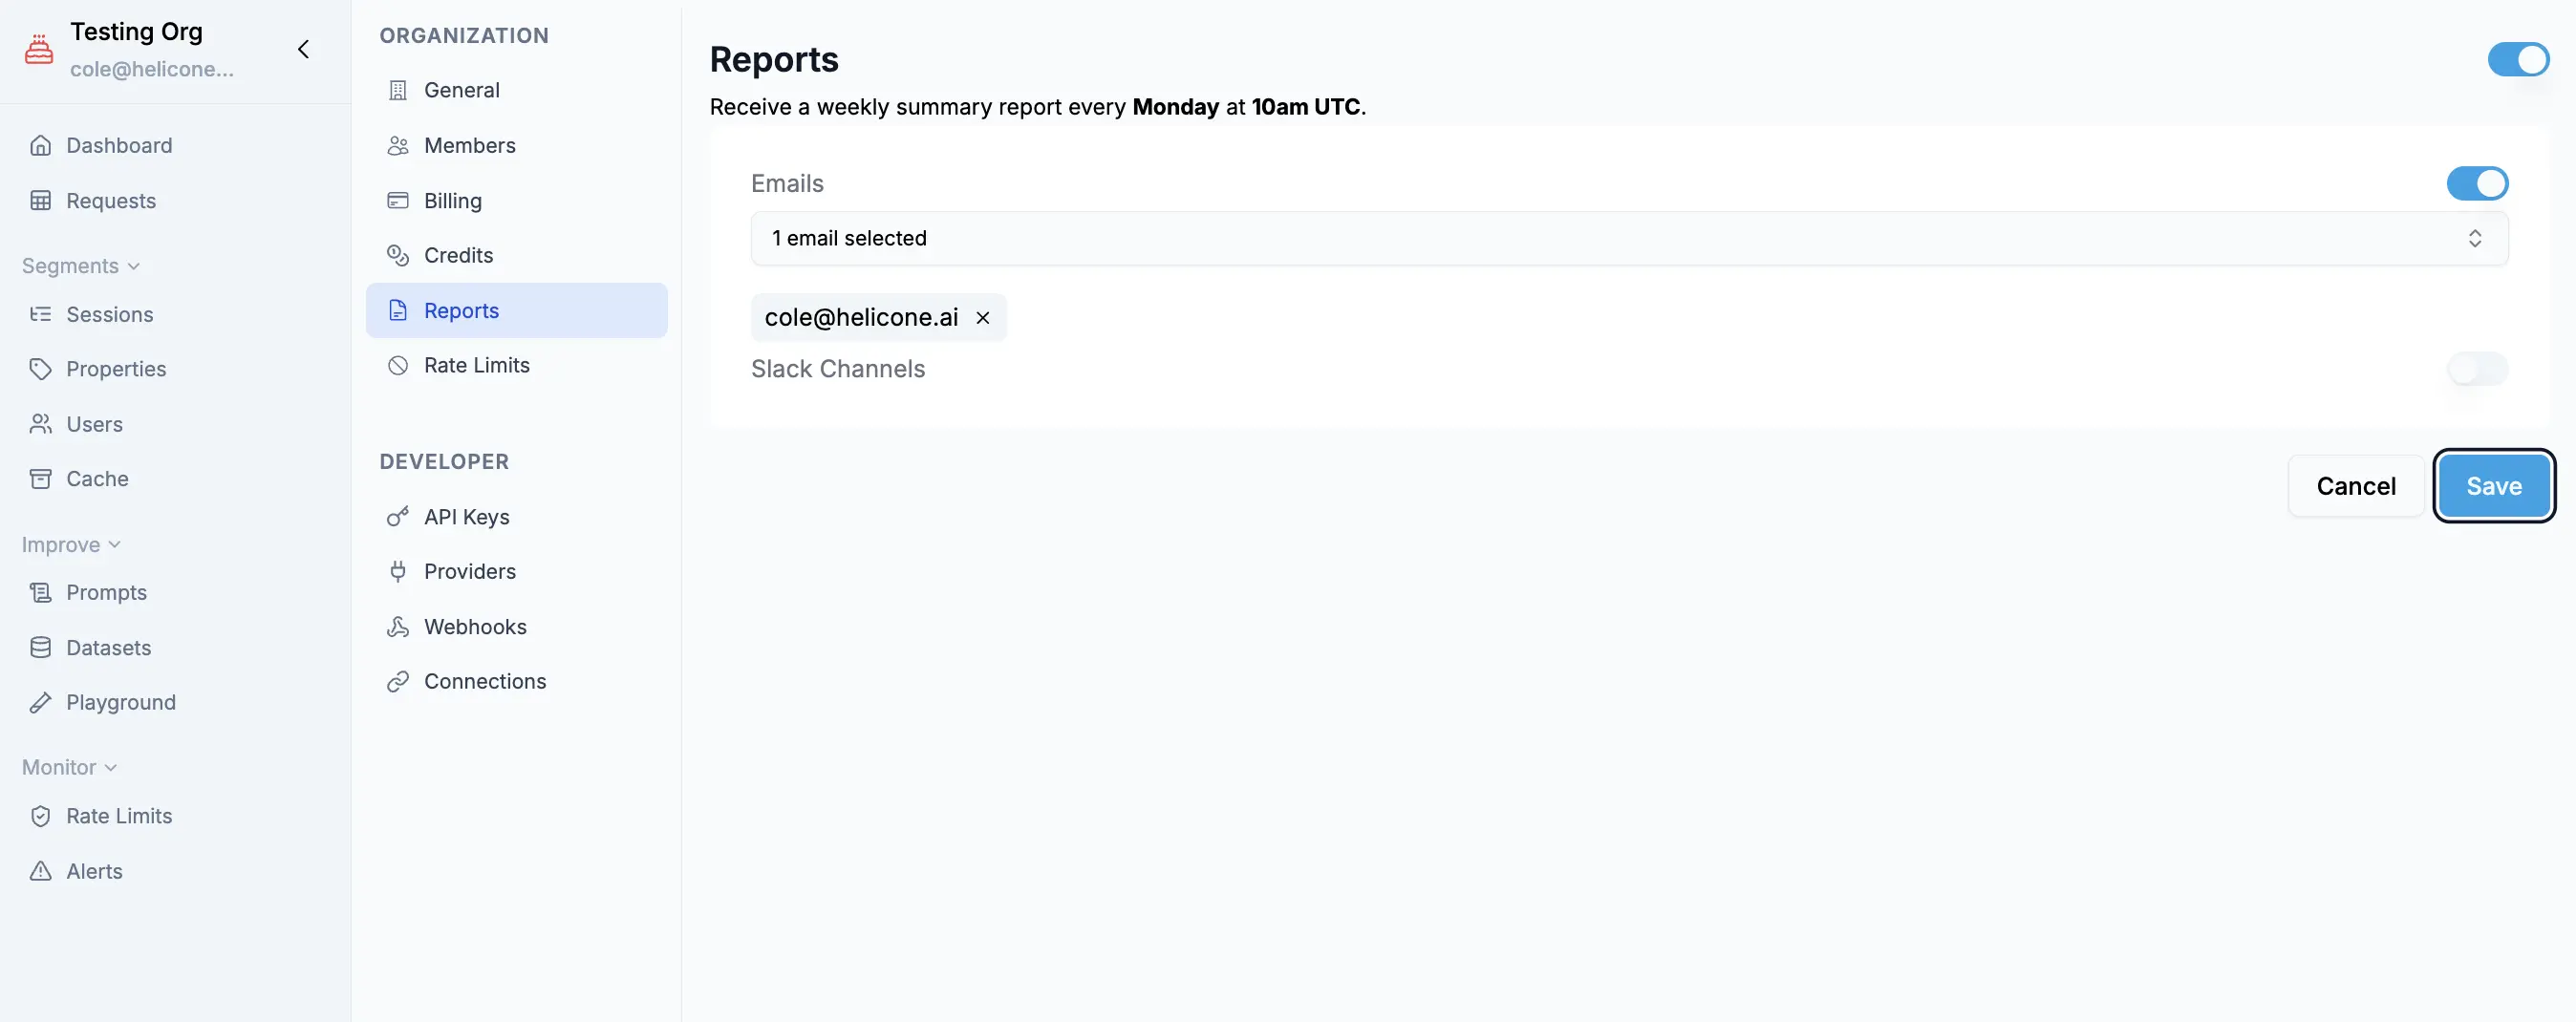 Testing Org
cole@helicone...
Dashboard
Requests
Segments
Sessions
Properties
Users
Cache
Improve
Prompts
Datasets
Playground
Monitor
Rate Limits
Alerts
ORGANIZATION
General
Members
Billing
Credits
Reports
Rate Limits
DEVELOPER
API Keys
Providers
Webhooks
Connections
Reports
Receive a weekly summary report every Monday at 10am UTC.
Emails
1 email selected
cole@helicone.ai
Slack Channels
Cancel
Save